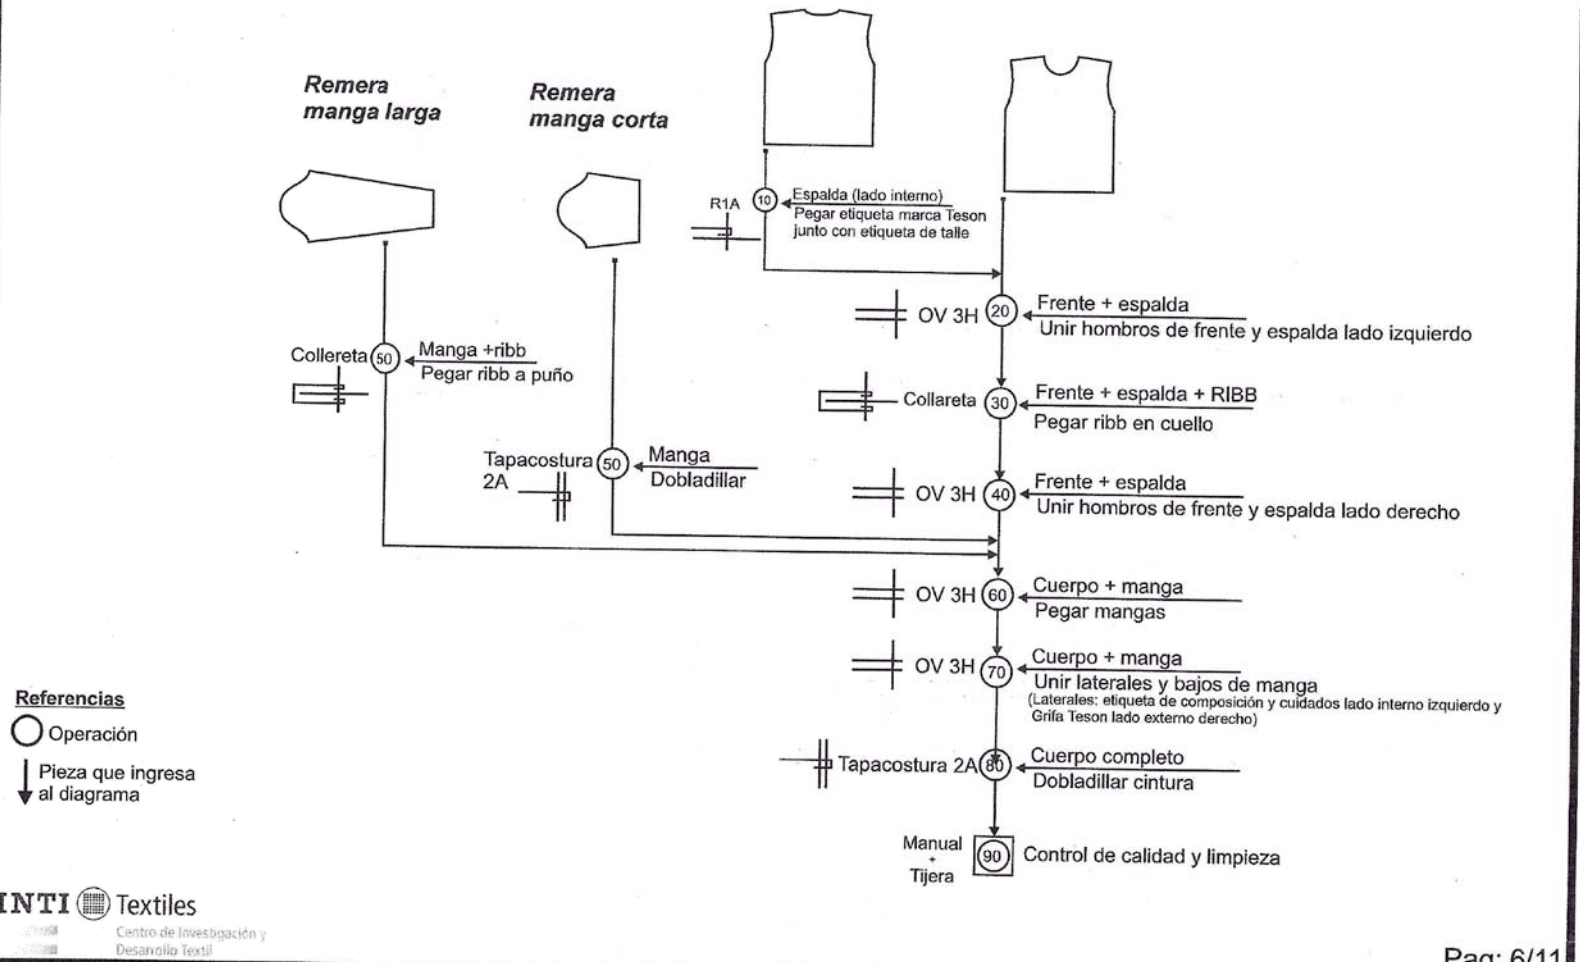 Remera
manga larga
Remera
manga corta
R1A
10
Espalda (lado interno)
Pegar etiqueta marca Teson
junto con etiqueta de talle
OV 3H
20
Frente + espalda
Unir hombros de frente y espalda lado izquierdo
Collereta
50
Manga +ribb
Pegar ribb a puño
Collareta
30
Frente + espalda + RIBB
Pegar ribb en cuello
Tapacostura
2A
50
Manga
Dobladillar
OV 3H
40
Frente + espalda
Unir hombros de frente y espalda lado derecho
OV 3H
60
Cuerpo + manga
Pegar mangas
OV 3H
70
Cuerpo + manga
Unir laterales y bajos de manga
(Laterales: etiqueta de composición y cuidados lado interno izquierdo y
Grifa Teson lado externo derecho)
Referencias
Operación
Pieza que ingresa
al diagrama
Tapacostura 2A
80
Cuerpo completo
Dobladillar cintura
Manual
+
Tijera
90
Control de calidad y limpieza
INTI Textiles
Centro de Investigación y
Desarrollo Textil
Pag: 6/11